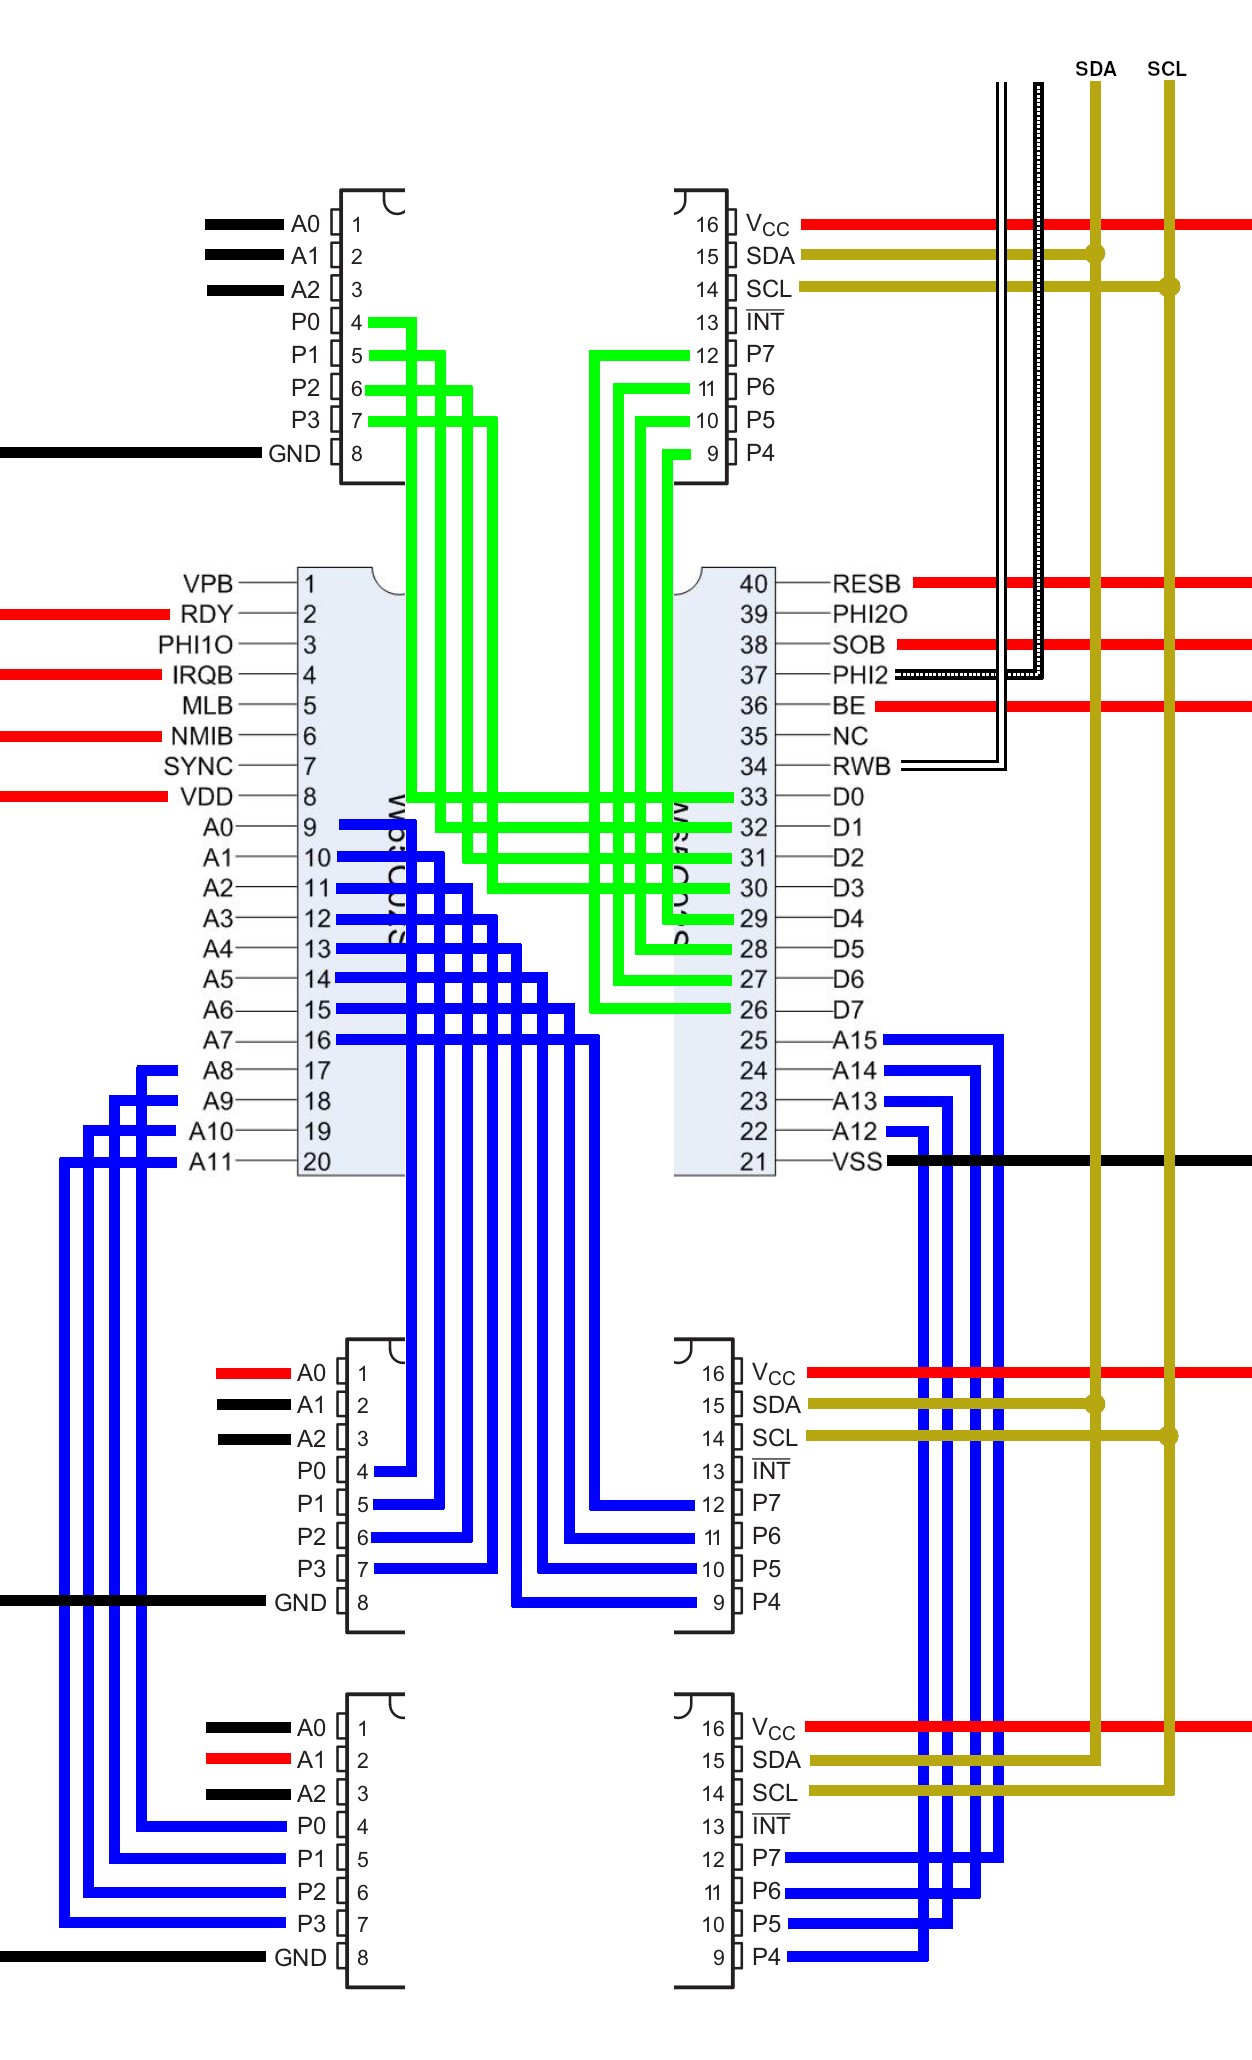 SDA SCL
A0 1 16 VCC
A1 2 15 SDA
A2 3 14 SCL
P0 4 13 INT
P1 5 12 P7
P2 6 11 P6
P3 7 10 P5
GND 8 9 P4
VPB 1 40 RESB
RDY 2 39 PHI2O
PHI1O 3 38 SOB
IRQB 4 37 PHI2
MLB 5 36 BE
NMIB 6 35 NC
SYNC 7 34 RWB
VDD 8 33 D0
A0 9 32 D1
A1 10 31 D2
A2 11 30 D3
A3 12 29 D4
A4 13 28 D5
A5 14 27 D6
A6 15 26 D7
A7 16 25 A15
A8 17 24 A14
A9 18 23 A13
A10 19 22 A12
A11 20 21 VSS
A0 1 16 VCC
A1 2 15 SDA
A2 3 14 SCL
P0 4 13 INT
P1 5 12 P7
P2 6 11 P6
P3 7 10 P5
GND 8 9 P4
A0 1 16 VCC
A1 2 15 SDA
A2 3 14 SCL
P0 4 13 INT
P1 5 12 P7
P2 6 11 P6
P3 7 10 P5
GND 8 9 P4